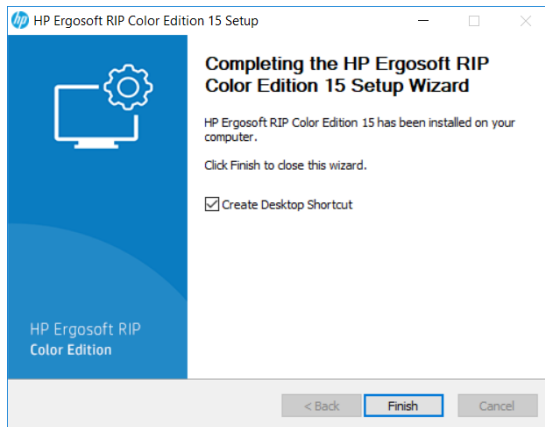 HP Ergosoft RIP Color Edition 15 Setup
Completing the HP Ergosoft RIP
Color Edition 15 Setup Wizard
HP Ergosoft RIP Color Edition 15 has been installed on your
computer.
Click Finish to close this wizard.
Create Desktop Shortcut
HP Ergosoft RIP
Color Edition
< Back
Finish
Cancel